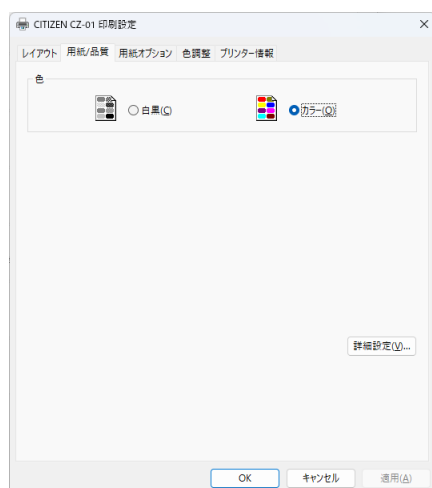 CITIZEN CZ-01 印刷設定
レイアウト 用紙/品質 用紙オプション 色調整 プリンター情報
色
白黒(C) カラー(O)
詳細設定(V)...
OK キャンセル 適用(A)